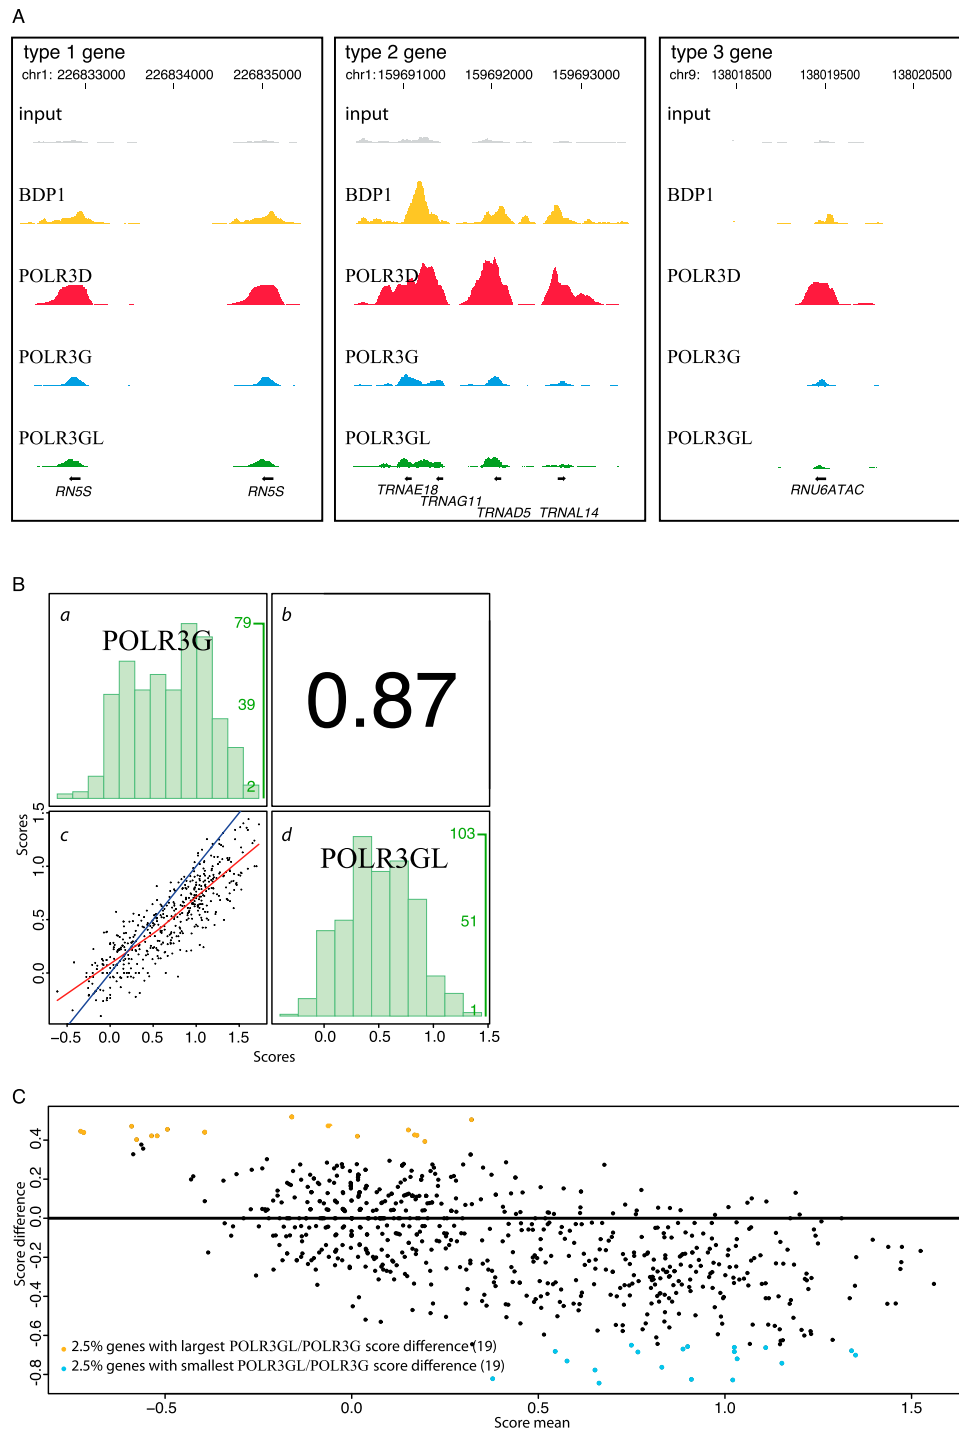 A
type 1 gene
chr1: 226833000 226834000 226835000
input
BDP1
POLR3D
POLR3G
POLR3GL
RN5S RN5S
type 2 gene
chr1: 159691000 159692000 159693000
input
BDP1
POLR3D
POLR3G
POLR3GL
TRNAE18
TRNAG11
TRNAD5 TRNAL14
type 3 gene
chr9: 138018500 138019500 138020500
input
BDP1
POLR3D
POLR3G
POLR3GL
RNU6ATAC
B
a
POLR3G
79
39
2
b
0.87
c
Scores
1.5
1.0
0.5
0.0
−0.5 0.0 0.5 1.0 1.5
d
POLR3GL
103
51
1
0.0 0.5 1.0 1.5
Scores
C
Score difference
0.4
0.2
0.0
-0.2
-0.4
-0.6
-0.8
2.5% genes with largest POLR3GL/POLR3G score difference (19)
2.5% genes with smallest POLR3GL/POLR3G score difference (19)
−0.5 0.0 0.5 1.0 1.5
Score mean